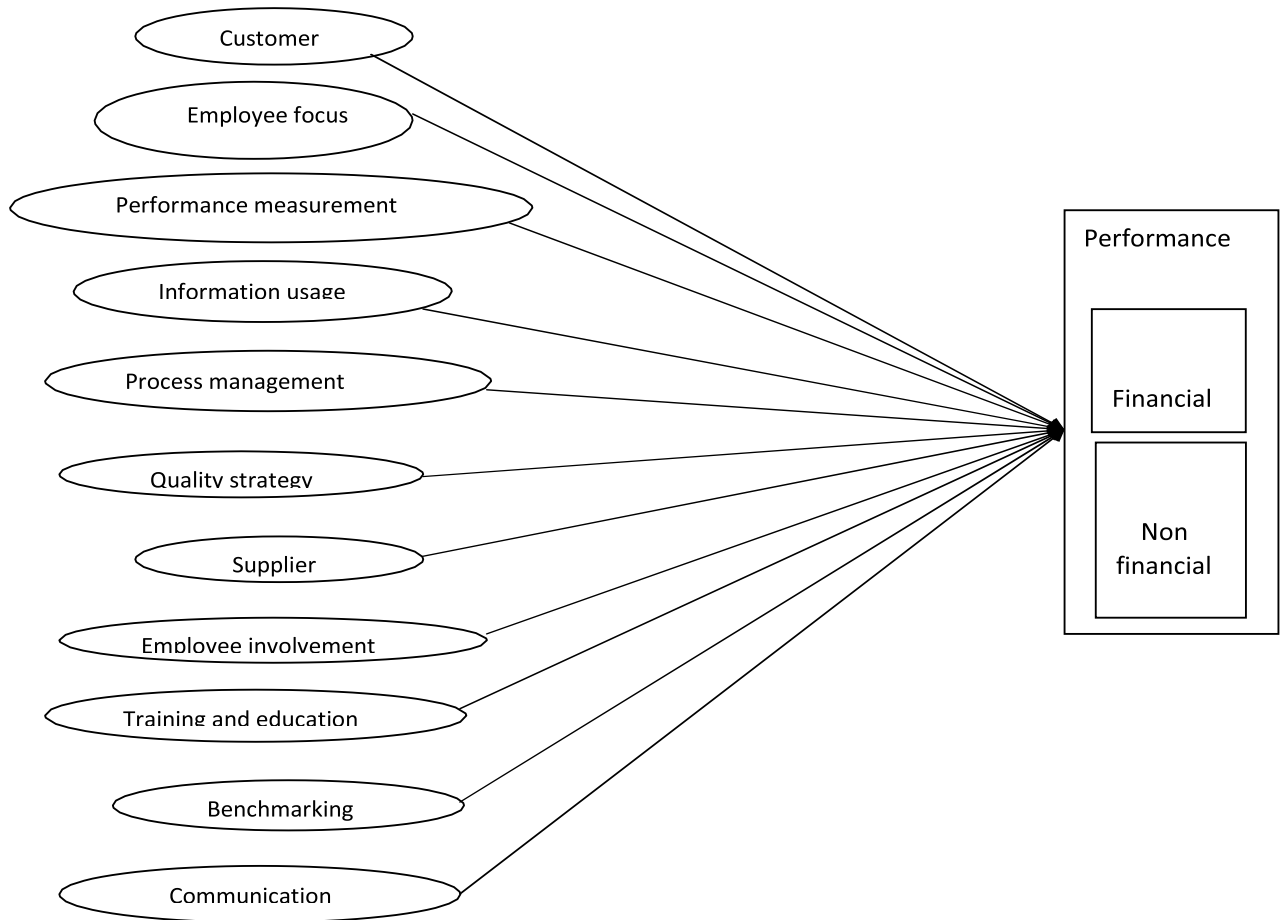 Customer
Employee focus
Performance measurement
Information usage
Process management
Quality strategy
Supplier
Employee involvement
Training and education
Benchmarking
Communication
Performance
Financial
Non
financial